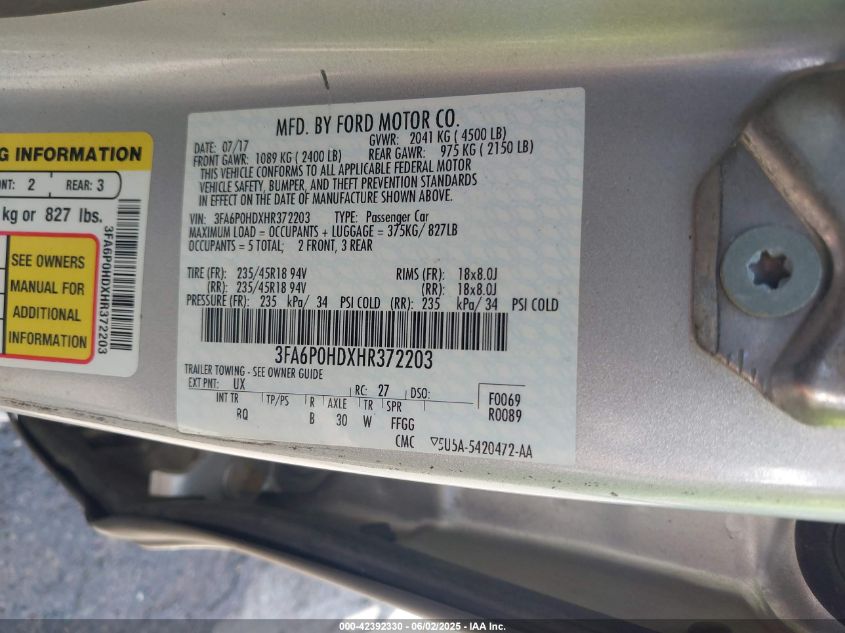 G INFORMATION
NT: 2 REAR: 3
kg or 827 lbs.
SEE OWNERS
MANUAL FOR
ADDITIONAL
INFORMATION
3FA6P0HDXHR372203
MFD. BY FORD MOTOR CO.
DATE: 07/17 GVWR: 2041 KG ( 4500 LB)
FRONT GAWR: 1089 KG ( 2400 LB) REAR GAWR: 975 KG ( 2150 LB)
THIS VEHICLE CONFORMS TO ALL APPLICABLE FEDERAL MOTOR
VEHICLE SAFETY, BUMPER, AND THEFT PREVENTION STANDARDS
IN EFFECT ON THE DATE OF MANUFACTURE SHOWN ABOVE.
VIN: 3FA6P0HDXHR372203 TYPE: Passenger Car
MAXIMUM LOAD = OCCUPANTS + LUGGAGE = 375KG/ 827LB
OCCUPANTS = 5 TOTAL; 2 FRONT, 3 REAR
TIRE (FR): 235/45R18 94V RIMS (FR): 18x8.0J
(RR): 235/45R18 94V (RR): 18x8.0J
PRESSURE (FR): 235 kPa/ 34 PSI COLD (RR): 235 kPa/ 34 PSI COLD
3FA6P0HDXHR372203
TRAILER TOWING - SEE OWNER GUIDE
EXT PNT: UX RC: 27 DSO: F0069
INT TR TP/PS R AXLE TR SPR R0089
RQ B 30 W FFGG
CMC ▽5U5A-5420472-AA
000-42392330 - 06/02/2025 - IAA Inc.